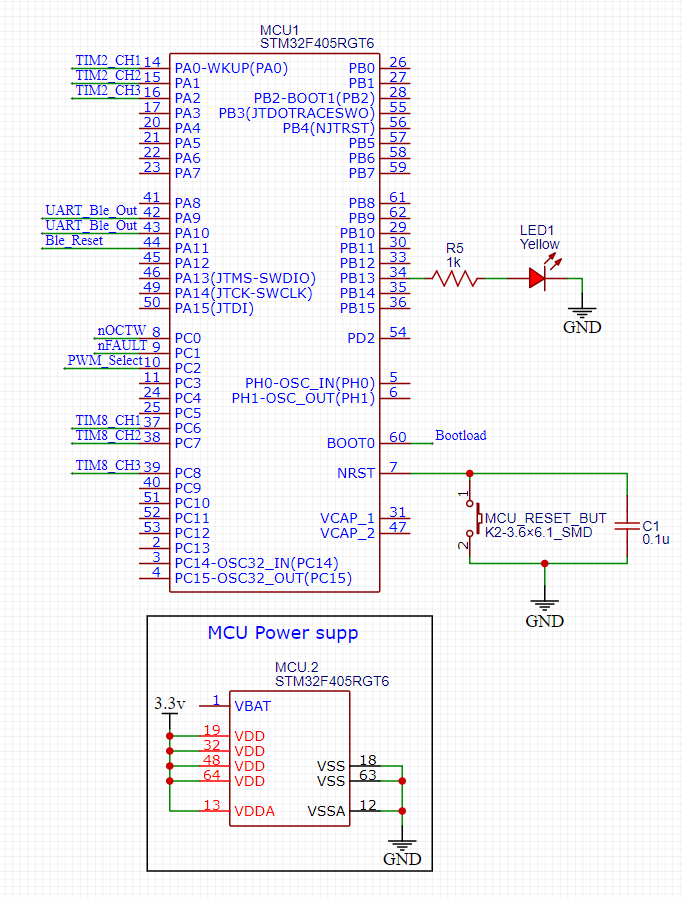 MCU1
STM32F405RGT6
TIM2_CH1 14 PA0-WKUP(PA0) PB0 26
TIM2_CH2 15 PA1 PB1 27
TIM2_CH3 16 PA2 PB2-BOOT1(PB2) 28
17 PA3 PB3(JTDOTRACESWO) 55
20 PA4 PB4(NJTRST) 56
21 PA5 PB5 57
22 PA6 PB6 58
23 PA7 PB7 59
41 PA8 PB8 61
UART_Ble_Out 42 PA9 PB9 62
UART_Ble_Out 43 PA10 PB10 29
Ble_Reset 44 PA11 PB11 30
45 PA12 PB12 33
46 PA13(JTMS-SWDIO) PB13 34
49 PA14(JTCK-SWCLK) PB14 35
50 PA15(JTDI) PB15 36
R5
1k
LED1
Yellow
GND
nOCTW 8 PC0 PD2 54
nFAULT 9 PC1
PWM_Select 10 PC2
11 PC3 PH0-OSC_IN(PH0) 5
24 PC4 PH1-OSC_OUT(PH1) 6
25 PC5
TIM8_CH1 37 PC6
TIM8_CH2 38 PC7 BOOT0 60 Bootload
TIM8_CH3 39 PC8 NRST 7
40 PC9
51 PC10
52 PC11 VCAP_1 31
53 PC12 VCAP_2 47
2 PC13
3 PC14-OSC32_IN(PC14)
4 PC15-OSC32_OUT(PC15)
1
MCU_RESET_BUT
K2-3.6×6.1_SMD
2
C1
0.1u
GND
MCU Power supp
MCU.2
STM32F405RGT6
3.3v
1 VBAT
19 VDD
32 VDD
48 VDD VSS 18
64 VDD VSS 63
13 VDDA VSSA 12
GND